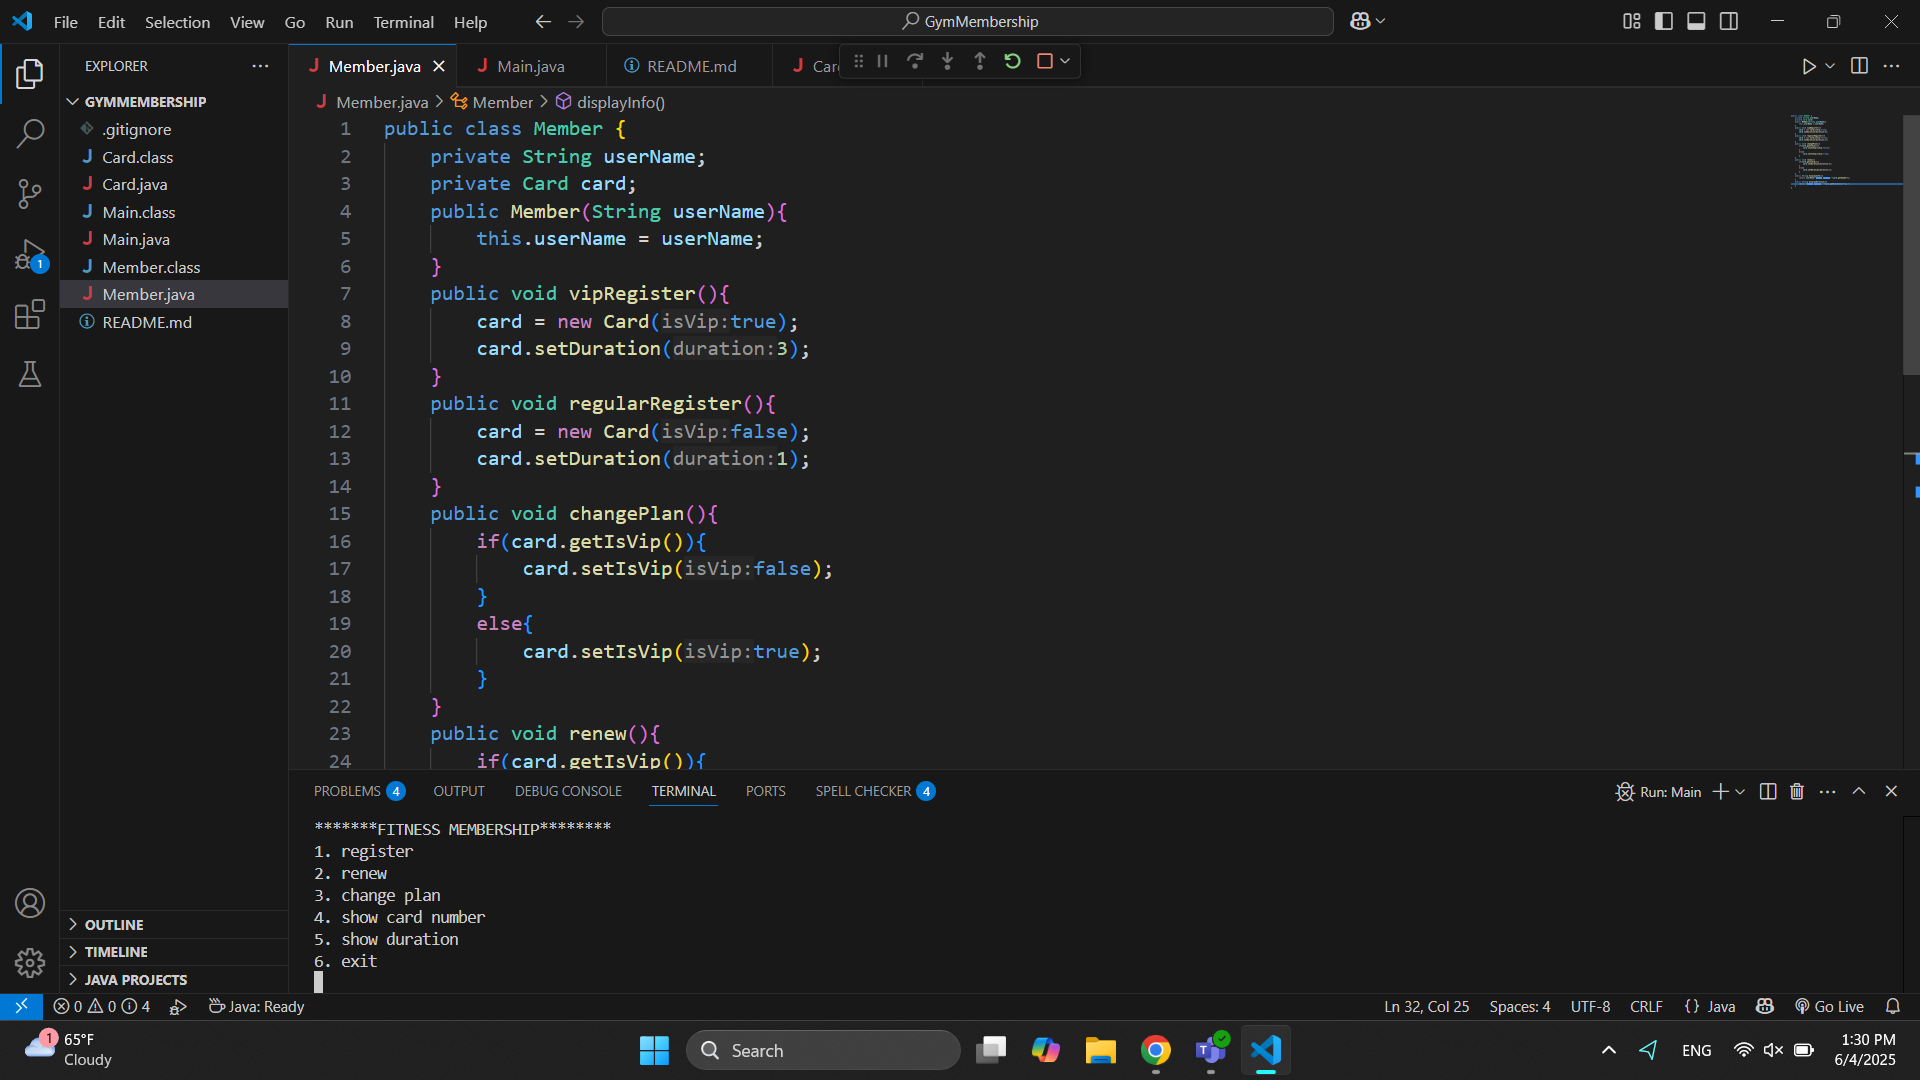 File Edit Selection View Go Run Terminal Help
GymMembership
EXPLORER
GYMMEMBERSHIP
.gitignore
J Card.class
J Card.java
J Main.class
J Main.java
J Member.class
J Member.java
README.md
1
OUTLINE
TIMELINE
JAVA PROJECTS
J Member.java
J Main.java
README.md
J Car
J Member.java > Member > displayInfo()
1 public class Member {
2 private String userName;
3 private Card card;
4 public Member(String userName){
5 this.userName = userName;
6 }
7 public void vipRegister(){
8 card = new Card(isVip:true);
9 card.setDuration(duration:3);
10 }
11 public void regularRegister(){
12 card = new Card(isVip:false);
13 card.setDuration(duration:1);
14 }
15 public void changePlan(){
16 if(card.getIsVip()){
17 card.setIsVip(isVip:false);
18 }
19 else{
20 card.setIsVip(isVip:true);
21 }
22 }
23 public void renew(){
24 if(card.getIsVip()){
PROBLEMS 4 OUTPUT DEBUG CONSOLE TERMINAL PORTS SPELL CHECKER 4
Run: Main
*******FITNESS MEMBERSHIP********
1. register
2. renew
3. change plan
4. show card number
5. show duration
6. exit
0 0 4 Java: Ready
Ln 32, Col 25 Spaces: 4 UTF-8 CRLF {} Java Go Live
1
65°F
Cloudy
Search
ENG
1:30 PM
6/4/2025